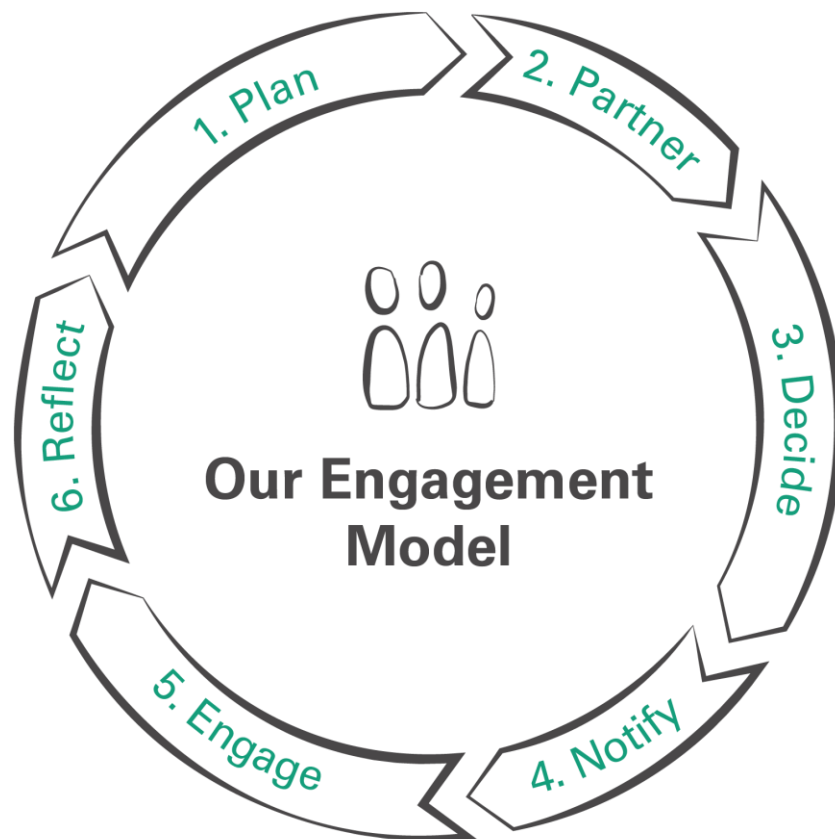 Our Engagement
Model
1. Plan
2. Partner
3. Decide
4. Notify
5. Engage
6. Reflect